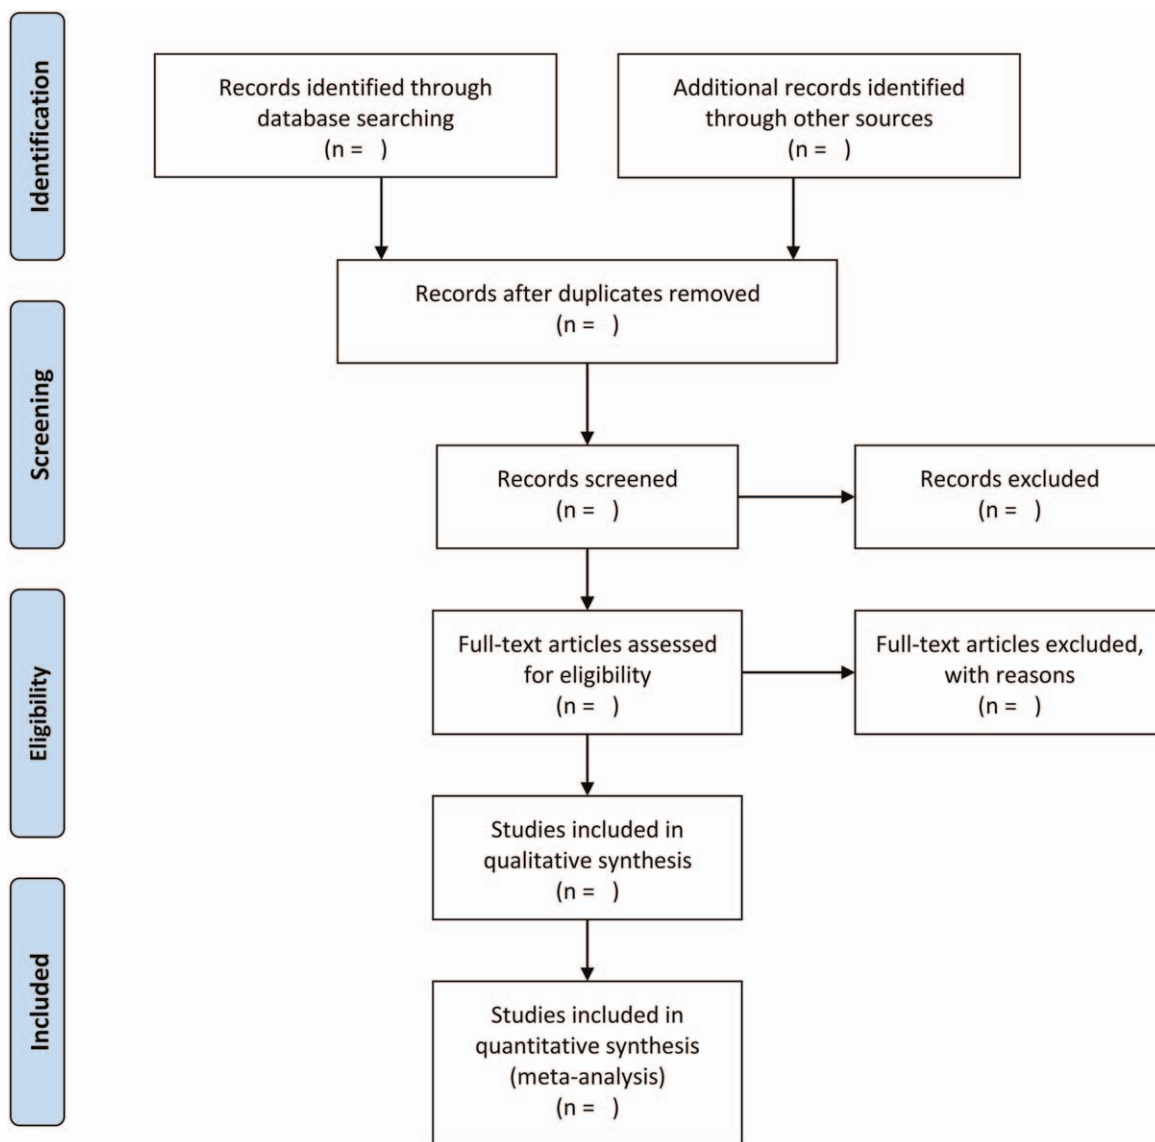 Identification
Records identified through
database searching
(n =   )
Additional records identified
through other sources
(n =   )
Records after duplicates removed
(n =   )
Screening
Records screened
(n =   )
Records excluded
(n =   )
Eligibility
Full-text articles assessed
for eligibility
(n =   )
Full-text articles excluded,
with reasons
(n =   )
Studies included in
qualitative synthesis
(n =   )
Included
Studies included in
quantitative synthesis
(meta-analysis)
(n =   )